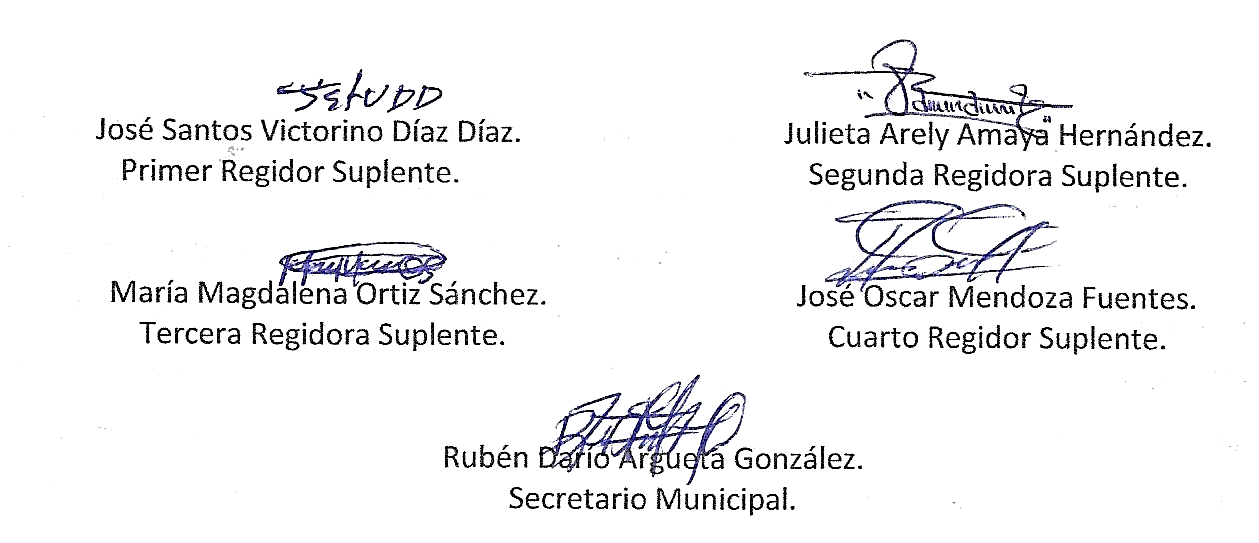 José Santos Victorino Díaz Díaz.
Primer Regidor Suplente.
Julieta Arely Amaya Hernández.
Segunda Regidora Suplente.
María Magdalena Ortiz Sánchez.
Tercera Regidora Suplente.
José Oscar Mendoza Fuentes.
Cuarto Regidor Suplente.
Rubén Darío Argueta González.
Secretario Municipal.